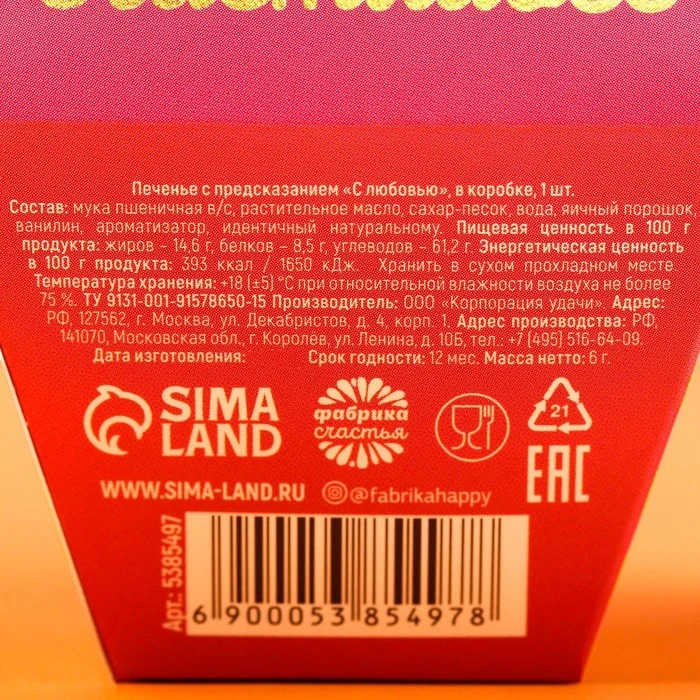 Печенье с предсказанием «С любовью», в коробке, 1 шт.
Состав: мука пшеничная в/с, растительное масло, сахар-песок, вода, яичный порошок
ванилин, ароматизатор, идентичный натуральному. Пищевая ценность в 100 г
продукта: жиров – 14,6 г, белков – 8,5 г, углеводов – 61,2 г. Энергетическая ценность
в 100 г продукта: 393 ккал / 1650 кДж. Хранить в сухом прохладном месте.
Температура хранения: +18 (±5) °С при относительной влажности воздуха не более
75 %. ТУ 9131-001-91578650-15 Производитель: ООО «Корпорация удачи». Адрес:
РФ, 127562, г. Москва, ул. Декабристов, д. 4, корп. 1. Адрес производства: РФ,
141070, Московская обл., г. Королёв, ул. Ленина, д. 10Б, тел.: +7 (495) 516-64-09.
Дата изготовления: Срок годности: 12 мес. Масса нетто: 6 г.
SIMA
LAND
фабрика
счастья
21
EAC
WWW.SIMA-LAND.RU @fabrikahappy
Арт.: 5385497
6 900053 854978